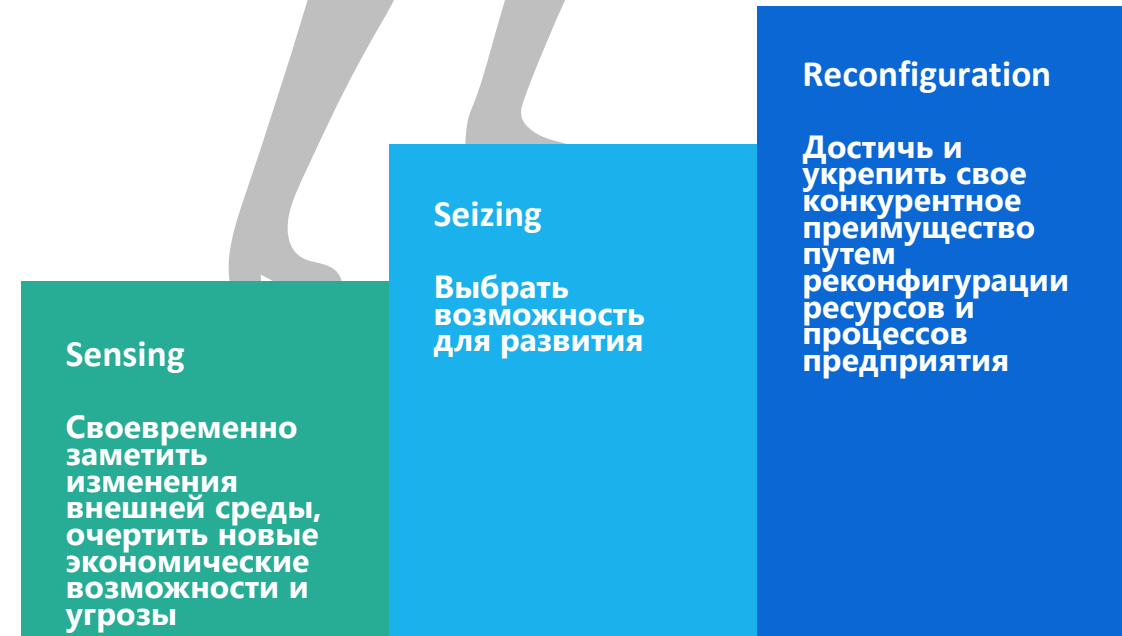 Sensing
Своевременно
заметить
изменения
внешней среды,
очертить новые
экономические
возможности и
угрозы
Seizing
Выбрать
возможность
для развития
Reconfiguration
Достичь и
укрепить свое
конкурентное
преимущество
путем
реконфигурации
ресурсов и
процессов
предприятия